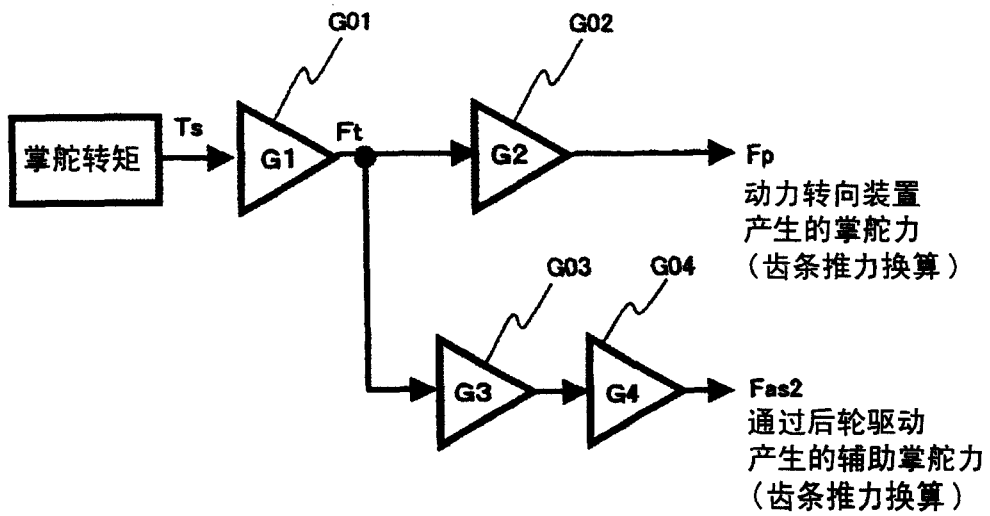 G01
G02
掌舵转矩
Ts
G1
Ft
G2
Fp
动力转向装置
产生的掌舵力
（齿条推力换算）
G03
G04
G3
G4
Fas2
通过后轮驱动
产生的辅助掌舵力
（齿条推力换算）